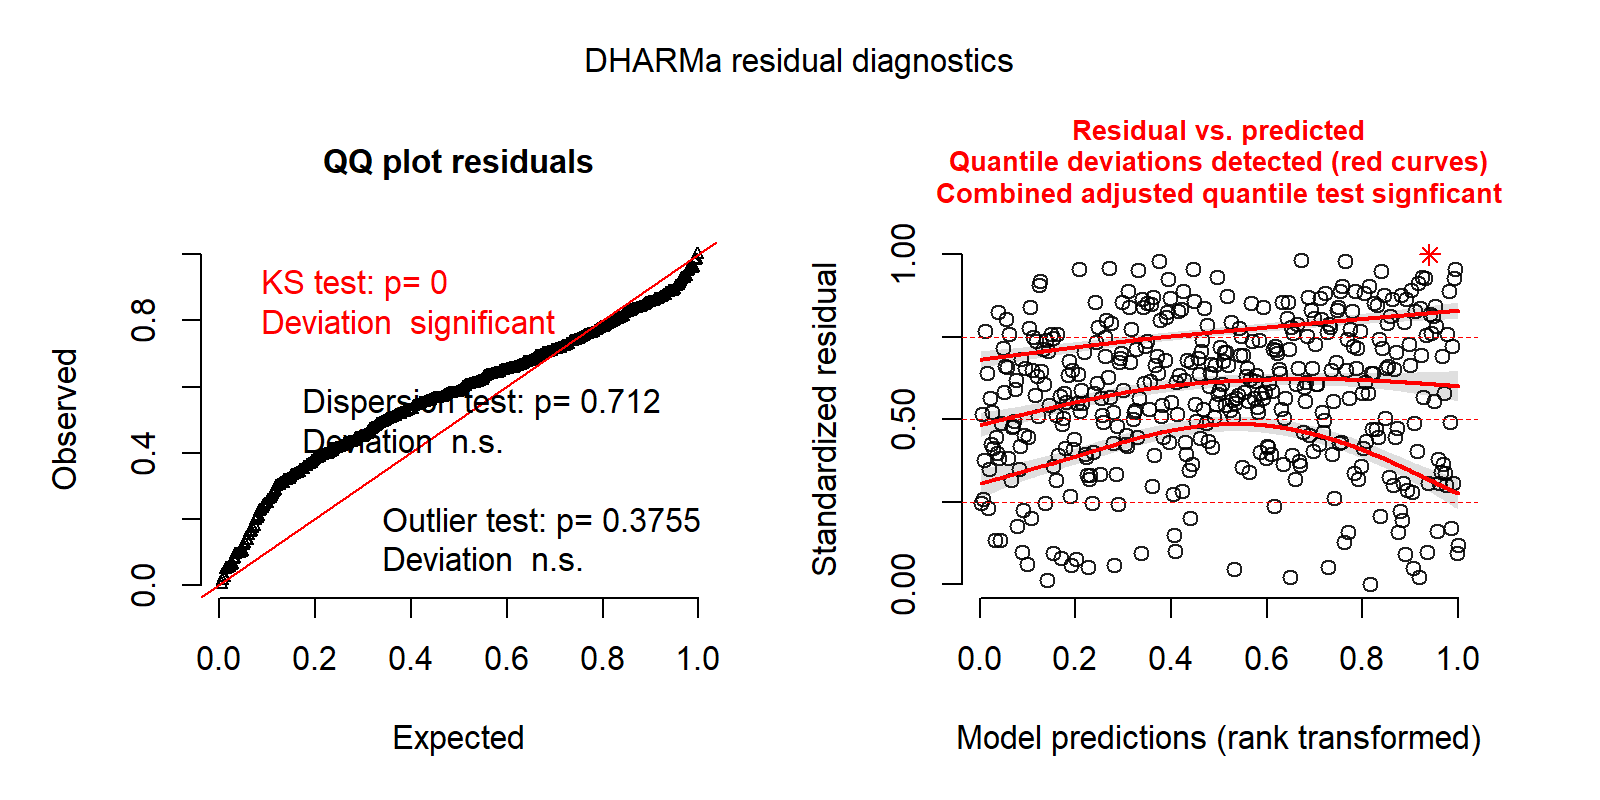 DHARMa residual diagnostics
QQ plot residuals
KS test: p= 0
Deviation  significant
Dispersion test: p= 0.712
Deviation  n.s.
Outlier test: p= 0.3755
Deviation  n.s.
Observed
0.0
0.4
0.8
0.0 0.2 0.4 0.6 0.8 1.0
Expected
Residual vs. predicted
Quantile deviations detected (red curves)
Combined adjusted quantile test signficant
Standardized residual
0.00
0.50
1.00
0.0 0.2 0.4 0.6 0.8 1.0
Model predictions (rank transformed)